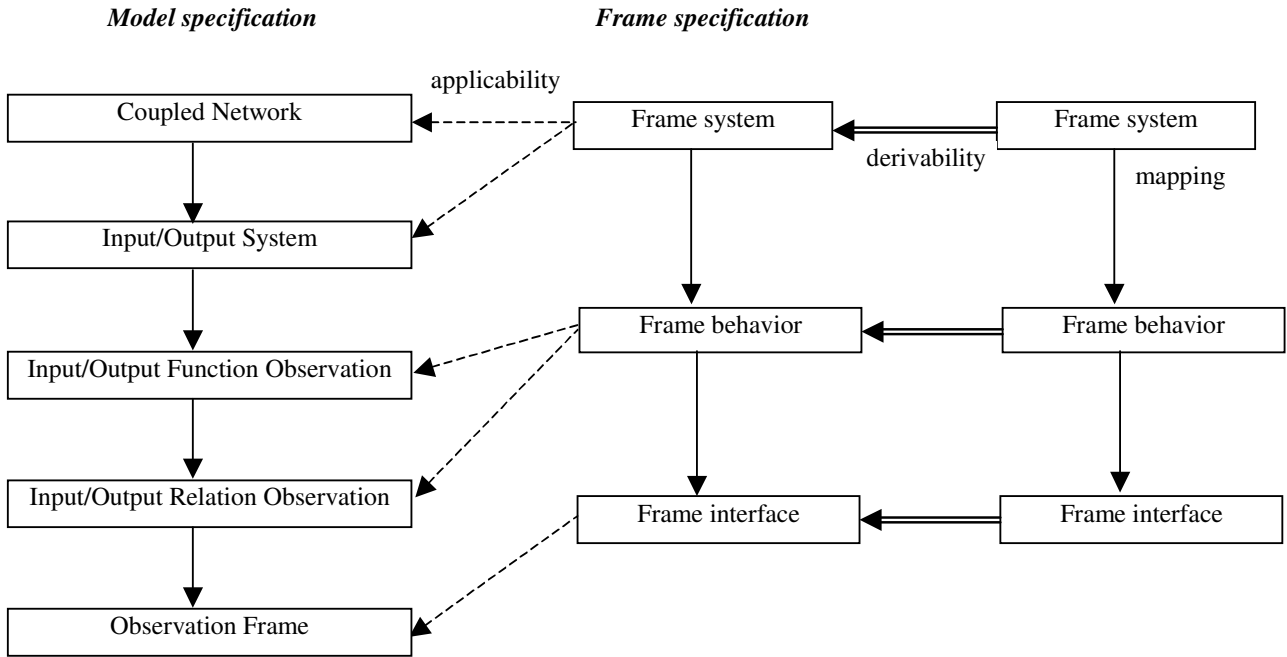 Model specification
Frame specification
applicability
Coupled Network
Frame system
Frame system
derivability
mapping
Input/Output System
Frame behavior
Frame behavior
Input/Output Function Observation
Input/Output Relation Observation
Frame interface
Frame interface
Observation Frame